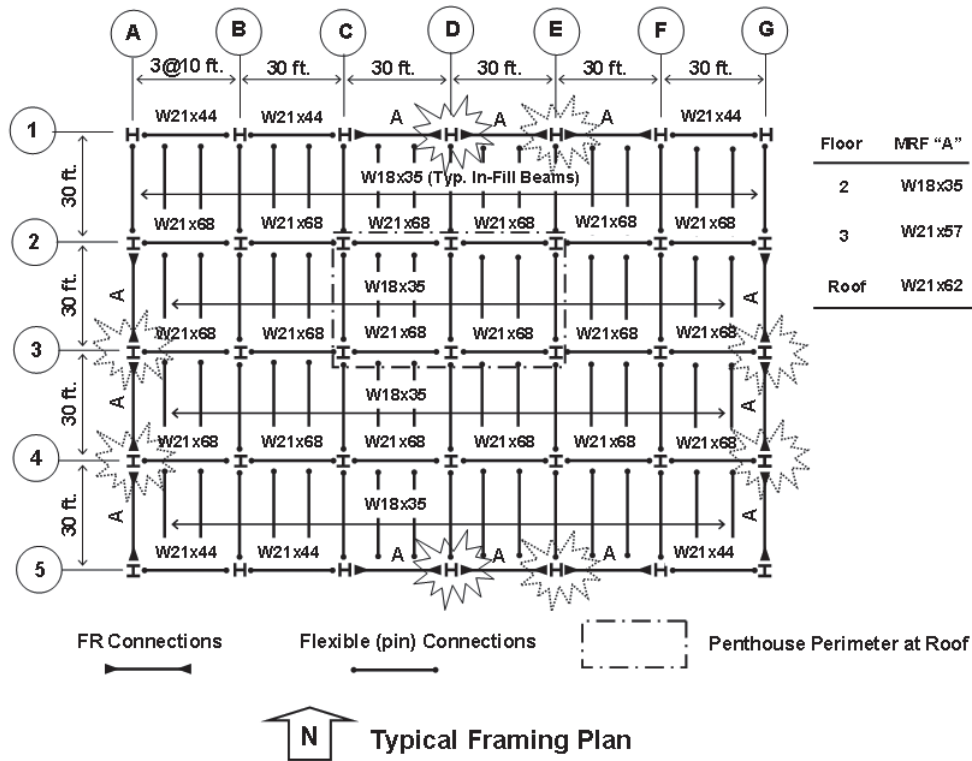 A B C D E F G
3@10 ft. 30 ft. 30 ft. 30 ft. 30 ft. 30 ft.
W21x44 W21x44 A A A W21x44
1
Floor MRF "A"
30 ft.
W18x35 (Typ. In-Fill Beams)
2 W18x35
W21x68 W21x68 W21x68 W21x68 W21x68 W21x68
2
3 W21x57
30 ft.
A W18x35 A
Roof W21x62
W21x68 W21x68 W21x68 W21x68 W21x68 W21x68
3
30 ft.
A W18x35 A
W21x68 W21x68 W21x68 W21x68 W21x68 W21x68
4
30 ft.
A W18x35 A
W21x44 W21x44 A A A W21x44
5
FR Connections
Flexible (pin) Connections
Penthouse Perimeter at Roof
N
Typical Framing Plan